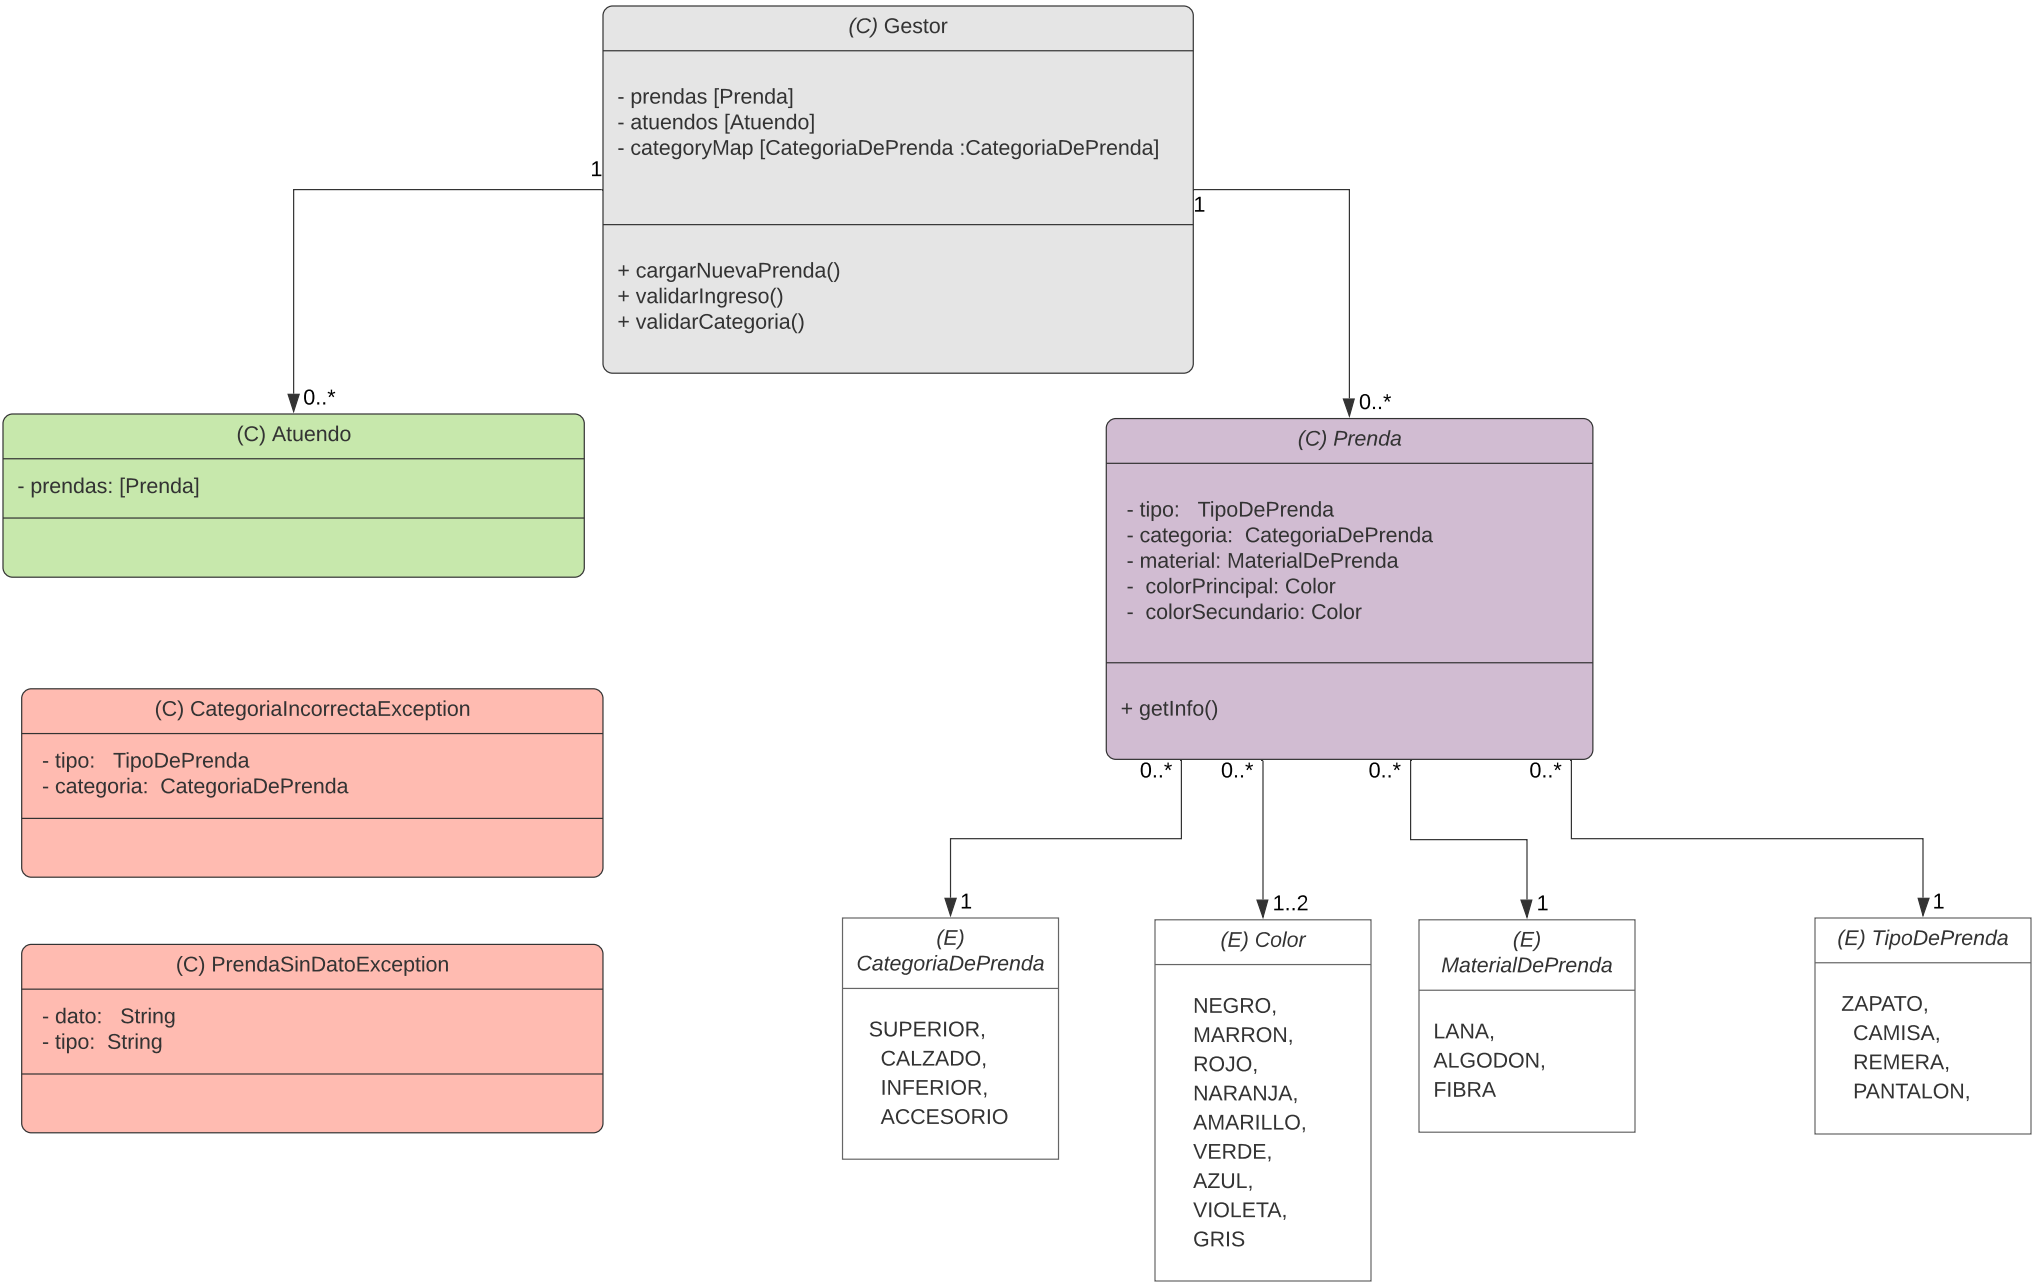 (C) Gestor
- prendas [Prenda]
- atuendos [Atuendo]
- categoryMap [CategoriaDePrenda :CategoriaDePrenda]
1
1
+ cargarNuevaPrenda()
+ validarIngreso()
+ validarCategoria()
0..*
0..*
(C) Atuendo
- prendas: [Prenda]
(C) Prenda
- tipo:   TipoDePrenda
- categoria:  CategoriaDePrenda
- material: MaterialDePrenda
-  colorPrincipal: Color
-  colorSecundario: Color
+ getInfo()
(C) CategoriaIncorrectaException
- tipo:   TipoDePrenda
- categoria:  CategoriaDePrenda
0..*
0..*
0..*
0..*
1
1..2
1
1
(C) PrendaSinDatoException
- dato:   String
- tipo:  String
(E)
CategoriaDePrenda
SUPERIOR,
CALZADO,
INFERIOR,
ACCESORIO
(E) Color
NEGRO,
MARRON,
ROJO,
NARANJA,
AMARILLO,
VERDE,
AZUL,
VIOLETA,
GRIS
(E)
MaterialDePrenda
LANA,
ALGODON,
FIBRA
(E) TipoDePrenda
ZAPATO,
CAMISA,
REMERA,
PANTALON,